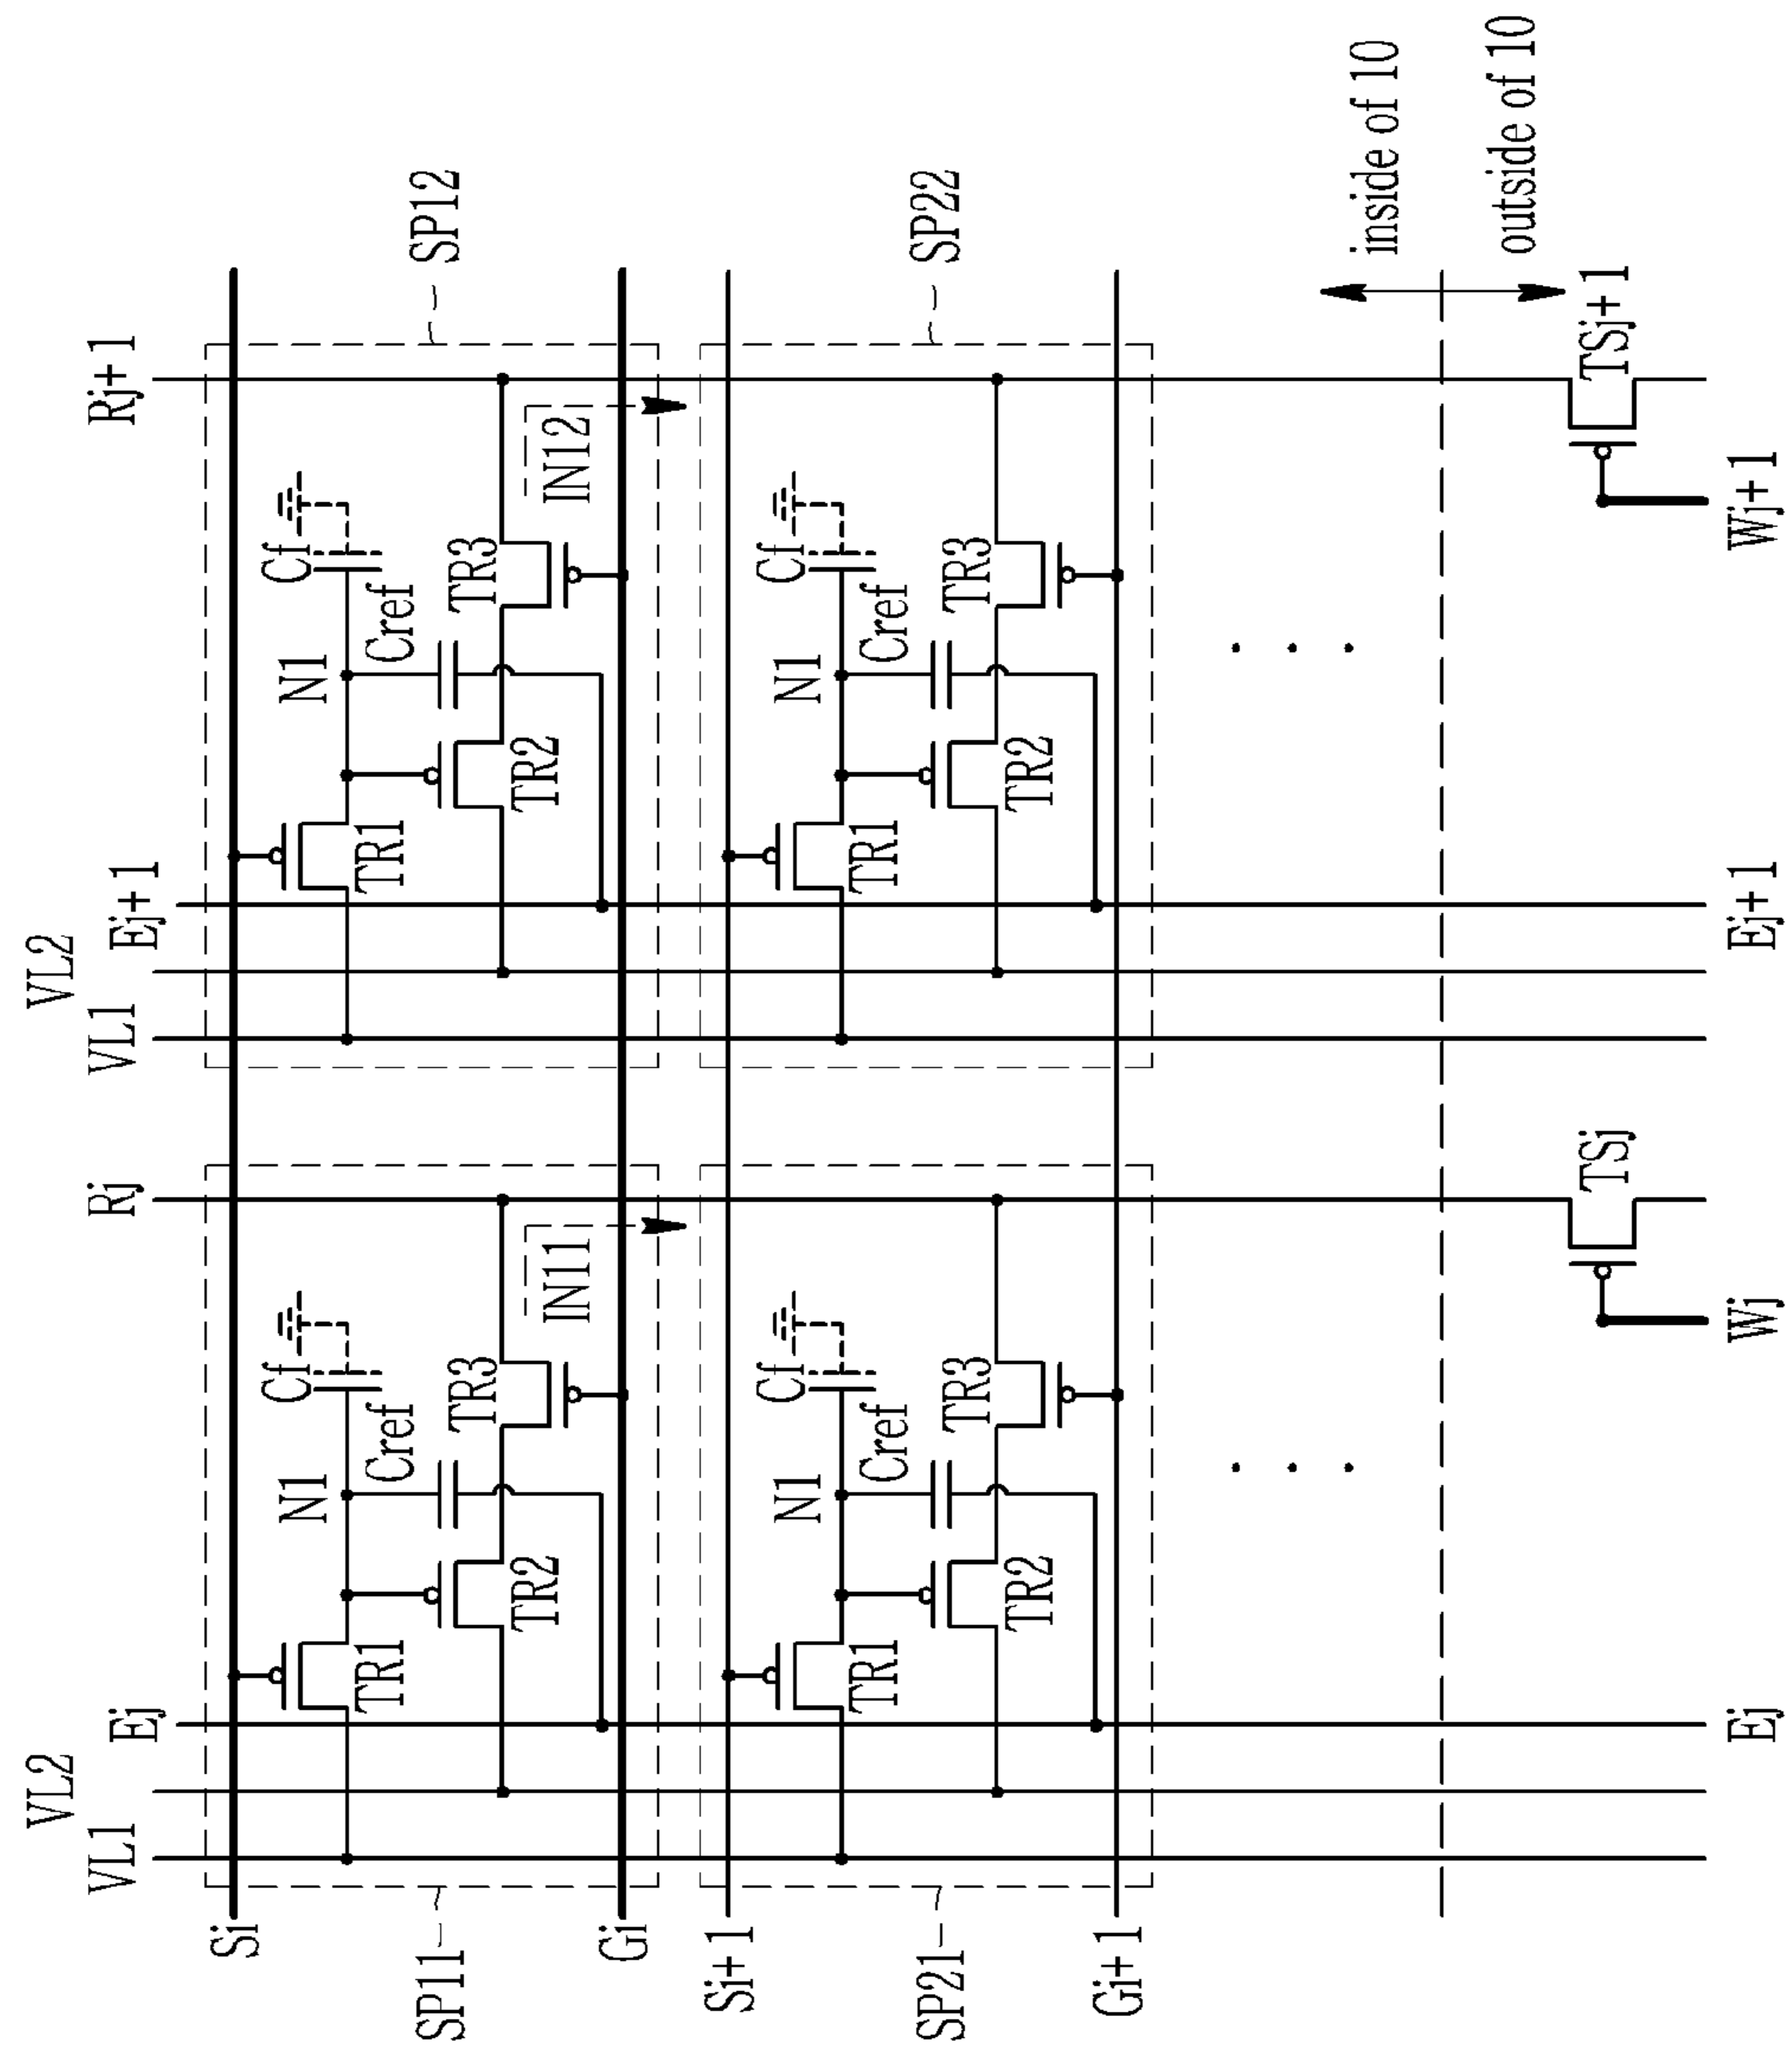 VL2
VL2
VL1
Ej
Rj
VL1
Ej+1
Rj+1
Si
TR1
N1
Cf
TR1
N1
Cf
Cref
Cref
SP11
TR3
TR3
SP12
TR2
IN11
TR2
IN12
Gi
Si+1
TR1
N1
Cf
TR1
N1
Cf
Cref
Cref
SP21
TR3
TR3
SP22
TR2
TR2
Gi+1
. . .
. . .
inside of 10
outside of 10
TSj
TSj+1
Ej
Wj
Ej+1
Wj+1